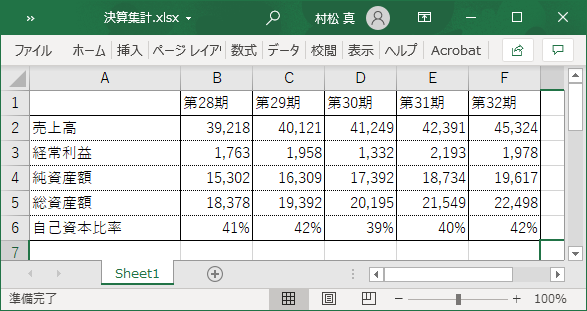 » 決算集計.xlsx 村松 真
ファイル ホーム 挿入 ページ レイアウ 数式 データ 校閲 表示 ヘルプ Acrobat
A B C D E F
1 第28期 第29期 第30期 第31期 第32期
2 売上高 39,218 40,121 41,249 42,391 45,324
3 経常利益 1,763 1,958 1,332 2,193 1,978
4 純資産額 15,302 16,309 17,392 18,734 19,617
5 総資産額 18,378 19,392 20,195 21,549 22,498
6 自己資本比率 41% 42% 39% 40% 42%
7
Sheet1
準備完了 100%